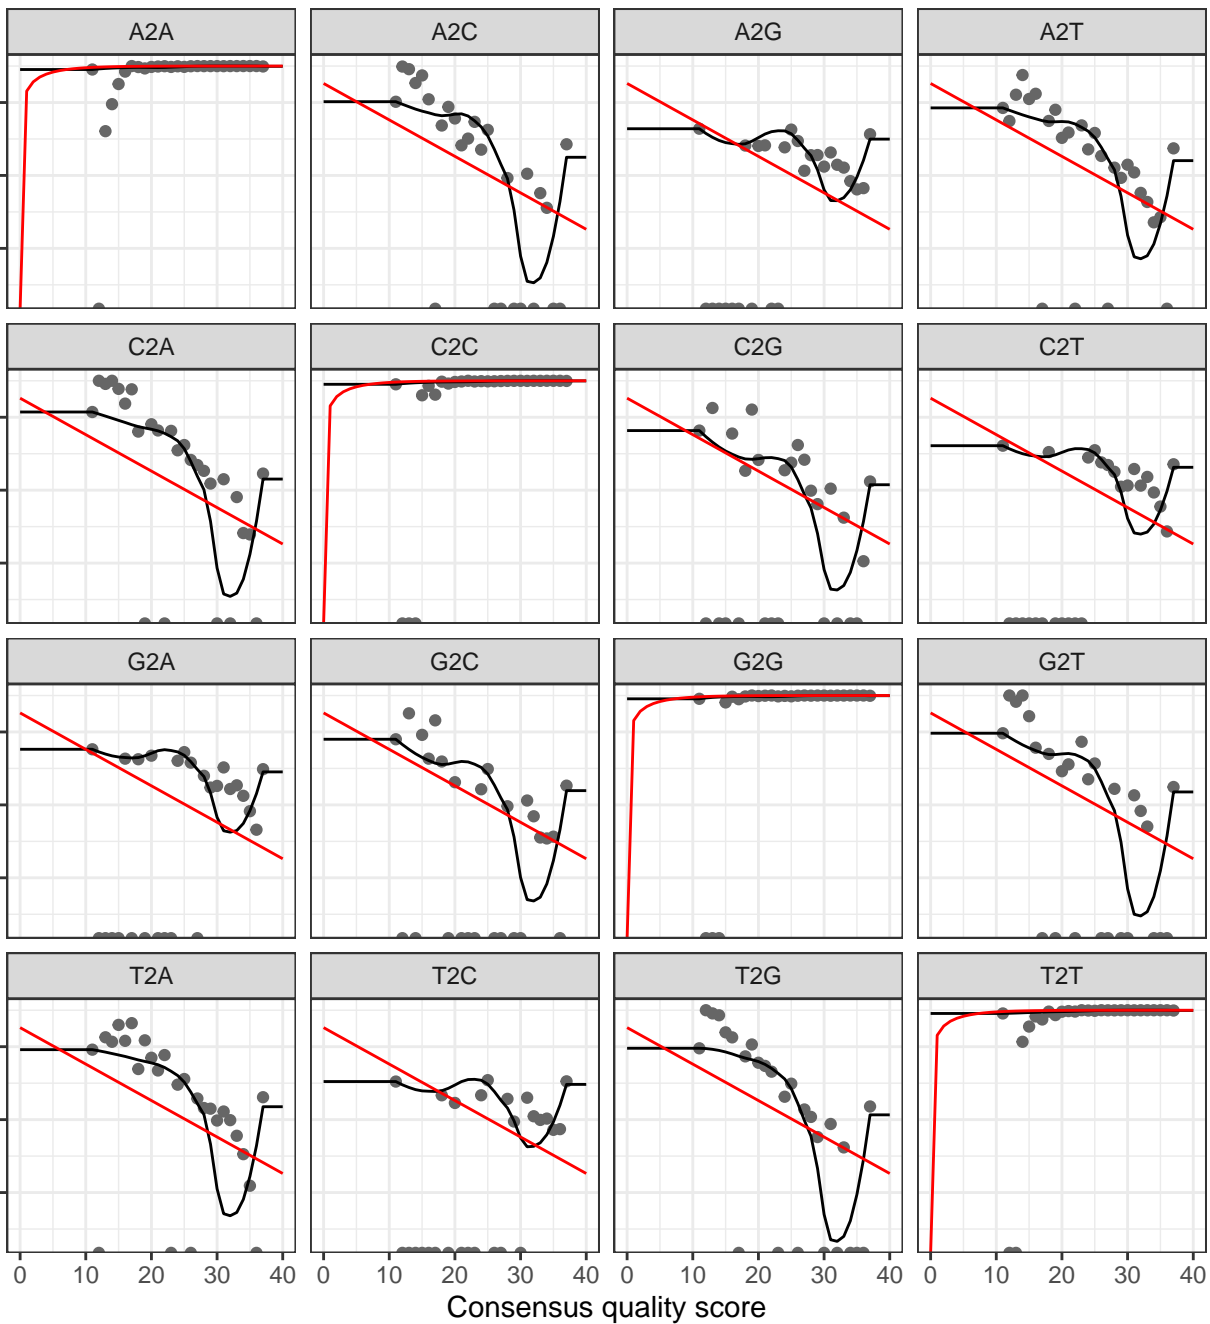 A2A A2C A2G A2T
C2A C2C C2G C2T
G2A G2C G2G G2T
T2A T2C T2G T2T
0 10 20 30 40 0 10 20 30 40 0 10 20 30 40 0 10 20 30 40
Consensus quality score